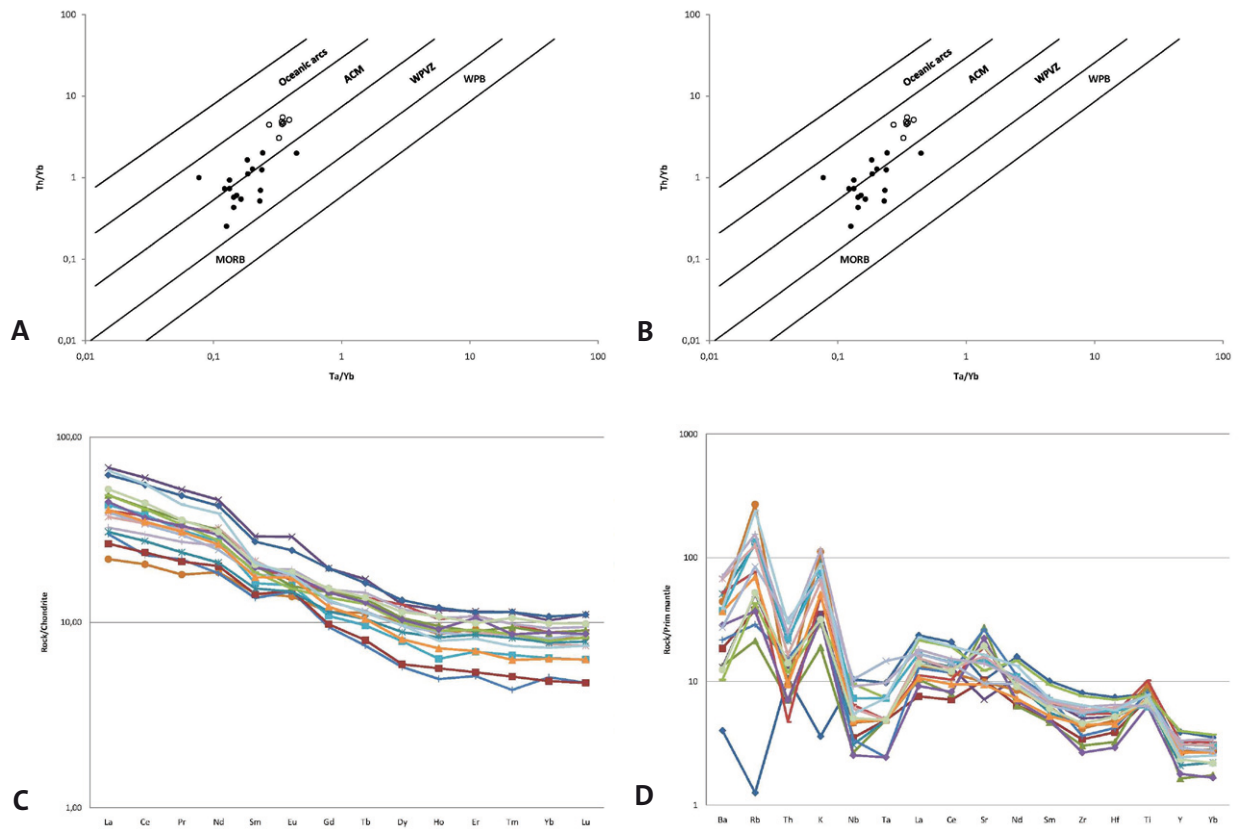 100
10
1
0,1
0,01
Th/Yb
Oceanic arcs
ACM
WPVZ
WPB
MORB
0,01 0,1 1 10 100
Ta/Yb
A
100
10
1
0,1
0,01
Th/Yb
Oceanic arcs
ACM
WPVZ
WPB
MORB
0,01 0,1 1 10 100
Ta/Yb
B
100,00
10,00
1,00
Rock/Chondrite
La Ce Pr Nd Sm Eu Gd Tb Dy Ho Er Tm Yb Lu
C
1000
100
10
1
Rock/Prim mantle
Ba Rb Th K Nb Ta La Ce Sr Nd Sm Zr Hf Ti Y Yb
D